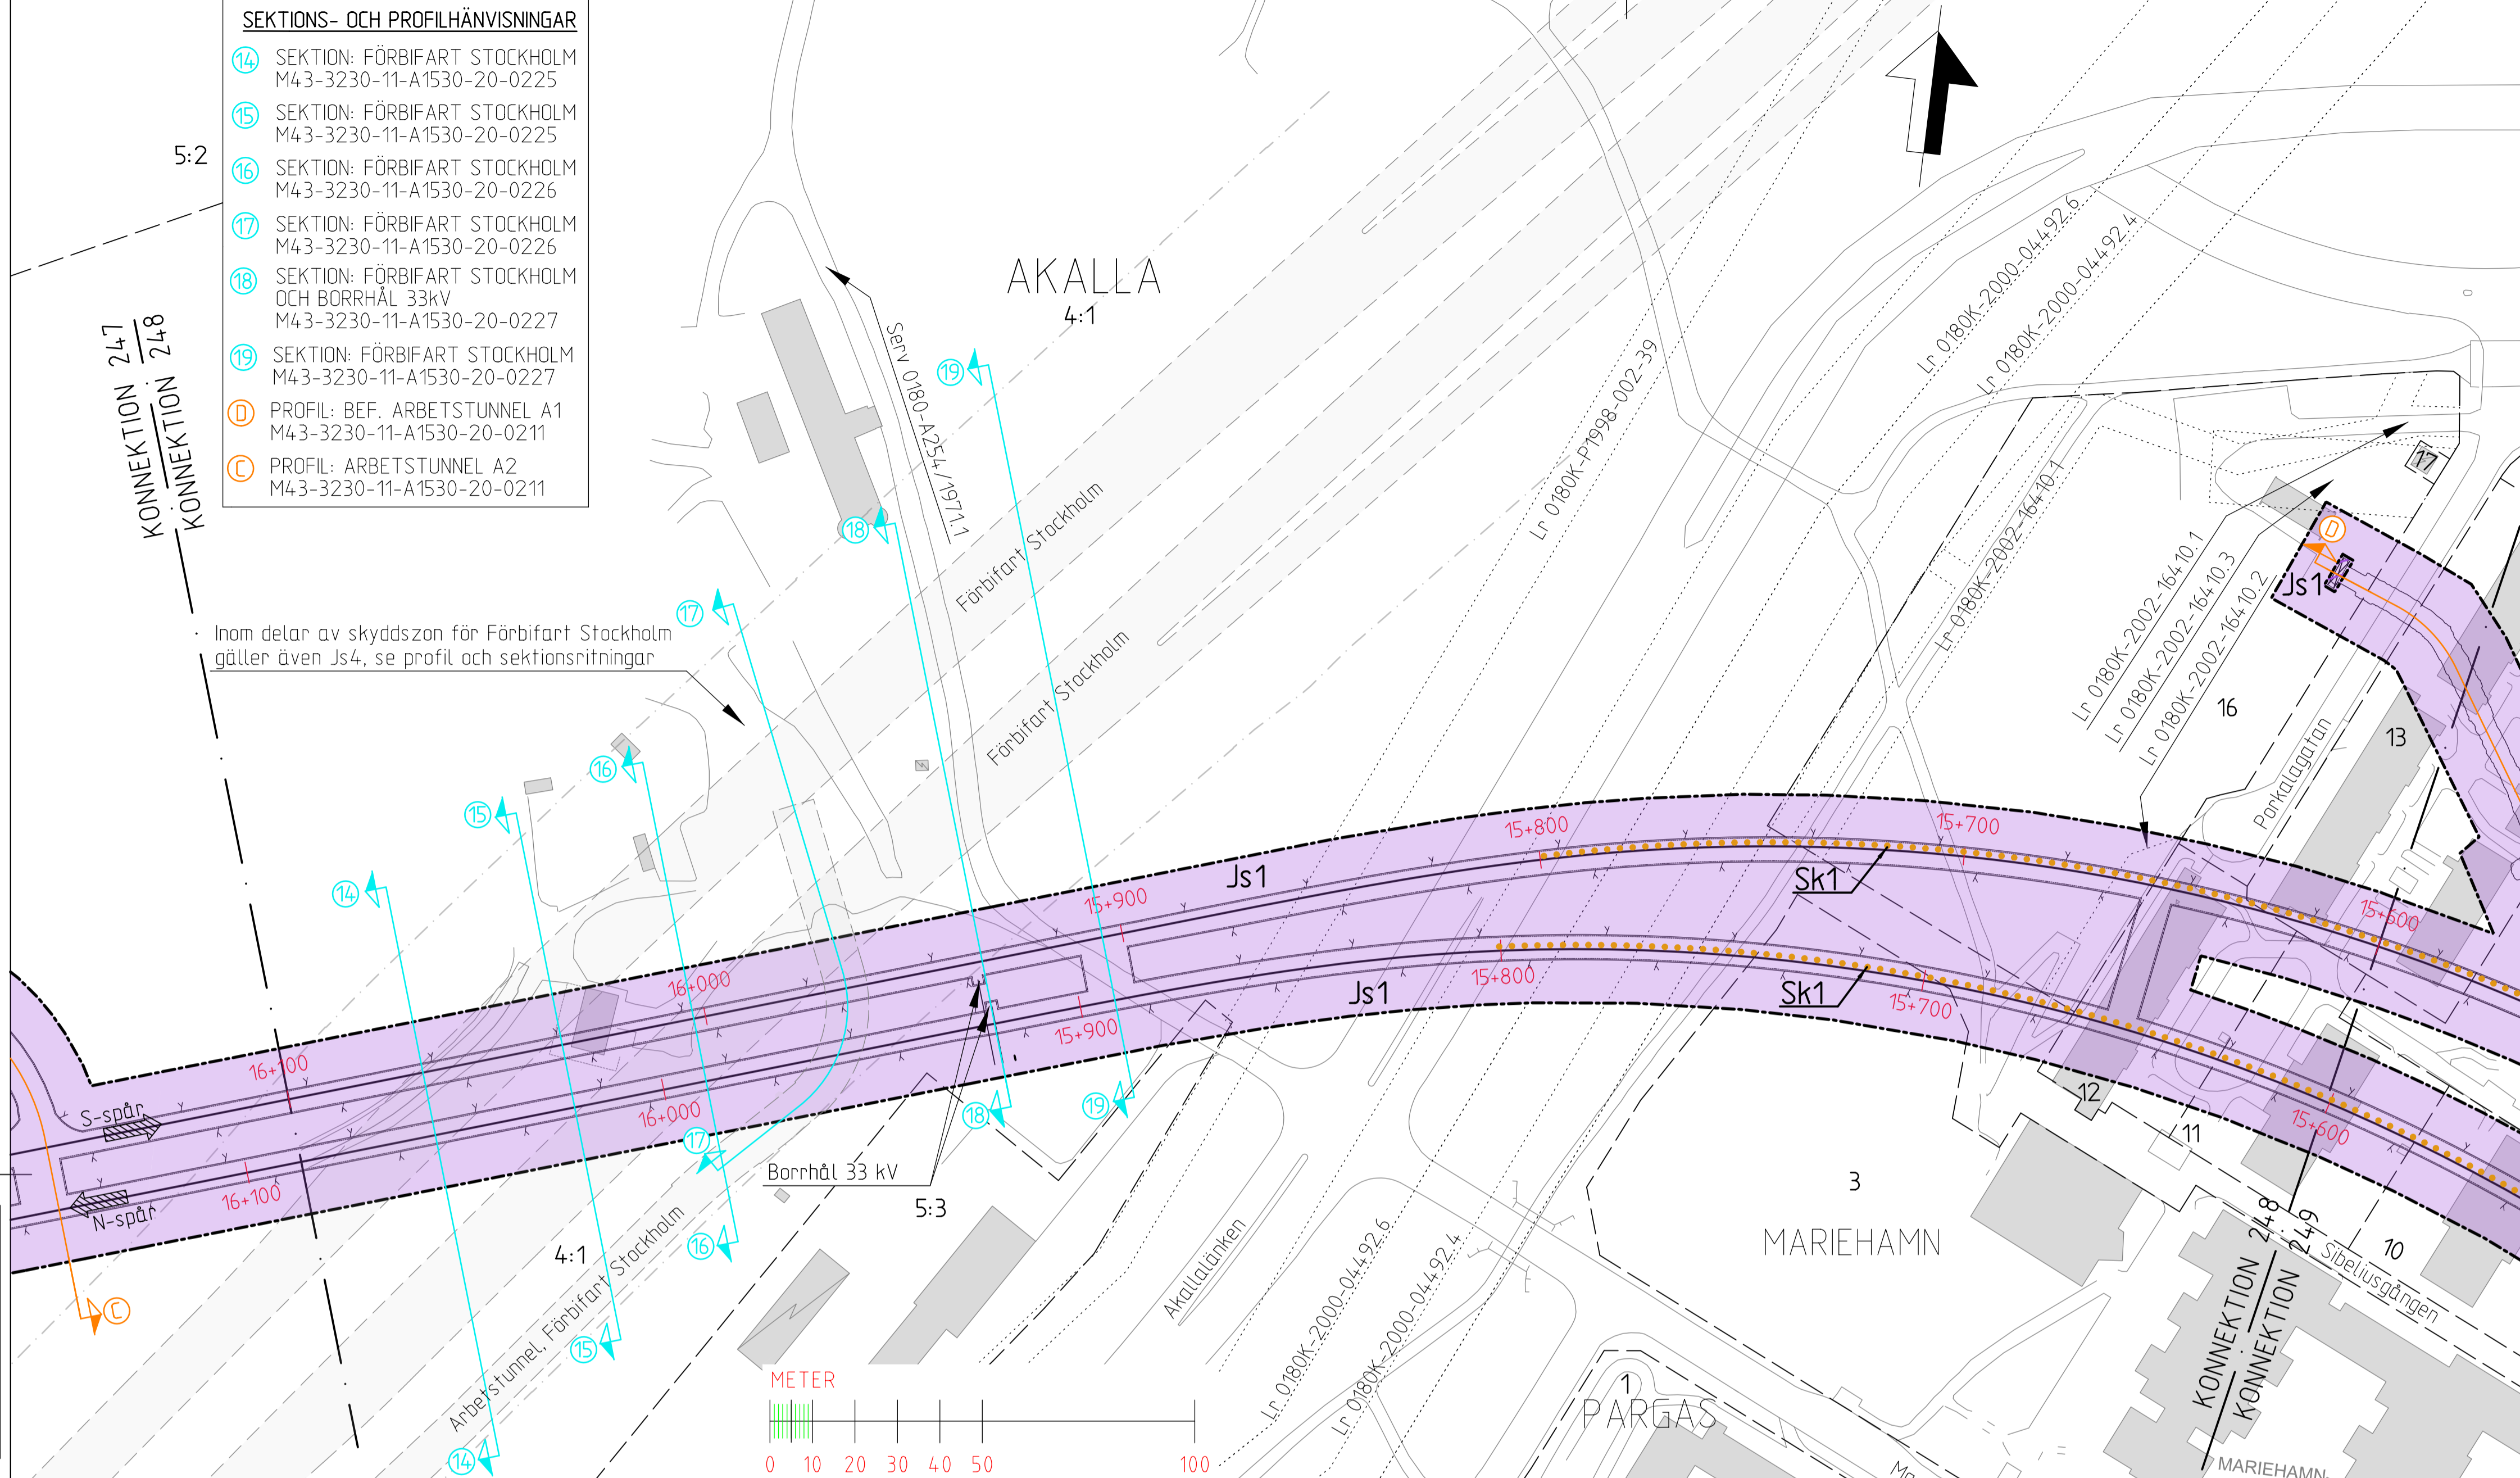 SEKTIONS- OCH PROFILHÄNVISNINGAR
14 SEKTION: FÖRBIFART STOCKHOLM
M43-3230-11-A1530-20-0225
15 SEKTION: FÖRBIFART STOCKHOLM
M43-3230-11-A1530-20-0225
16 SEKTION: FÖRBIFART STOCKHOLM
M43-3230-11-A1530-20-0226
17 SEKTION: FÖRBIFART STOCKHOLM
M43-3230-11-A1530-20-0226
18 SEKTION: FÖRBIFART STOCKHOLM
OCH BORRHÅL 33kV
M43-3230-11-A1530-20-0227
19 SEKTION: FÖRBIFART STOCKHOLM
M43-3230-11-A1530-20-0227
D PROFIL: BEF. ARBETSTUNNEL A1
M43-3230-11-A1530-20-0211
C PROFIL: ARBETSTUNNEL A2
M43-3230-11-A1530-20-0211
5:2
KONNEKTION 247
KONNEKTION 248
AKALLA
4:1
Serv 0180-A254/1971.1
Förbifart Stockholm
Förbifart Stockholm
Inom delar av skyddszon för Förbifart Stockholm
gäller även Js4, se profil och sektionsritningar
Lr 0180K-P1998-002-39
Lr 0180K-2000-04492.6
Lr 0180K-2000-04492.4
Lr 0180K-2002-16410.1
Lr 0180K-2002-16410.1
Lr 0180K-2002-16410.3
Lr 0180K-2002-16410.2
17
D
Js1
16
13
Porkalagatan
19
18
17
16
15
14
15+800
15+700
15+600
15+900
16+000
16+100
Js1
Sk1
Js1
Sk1
15+800
15+700
15+600
15+900
16+000
16+100
S-spår
N-spår
C
19
18
17
16
15
14
Borrhål 33 kV
5:3
4:1
Arbetstunnel, Förbifart Stockholm
Akallalänken
Lr 0180K-2000-04492.6
Lr 0180K-2000-04492.4
12
11
10
3
MARIEHAMN
1
PARGAS
Sibeliusgången
KONNEKTION 248
KONNEKTION 249
MARIEHAMN
METER
0 10 20 30 40 50 100